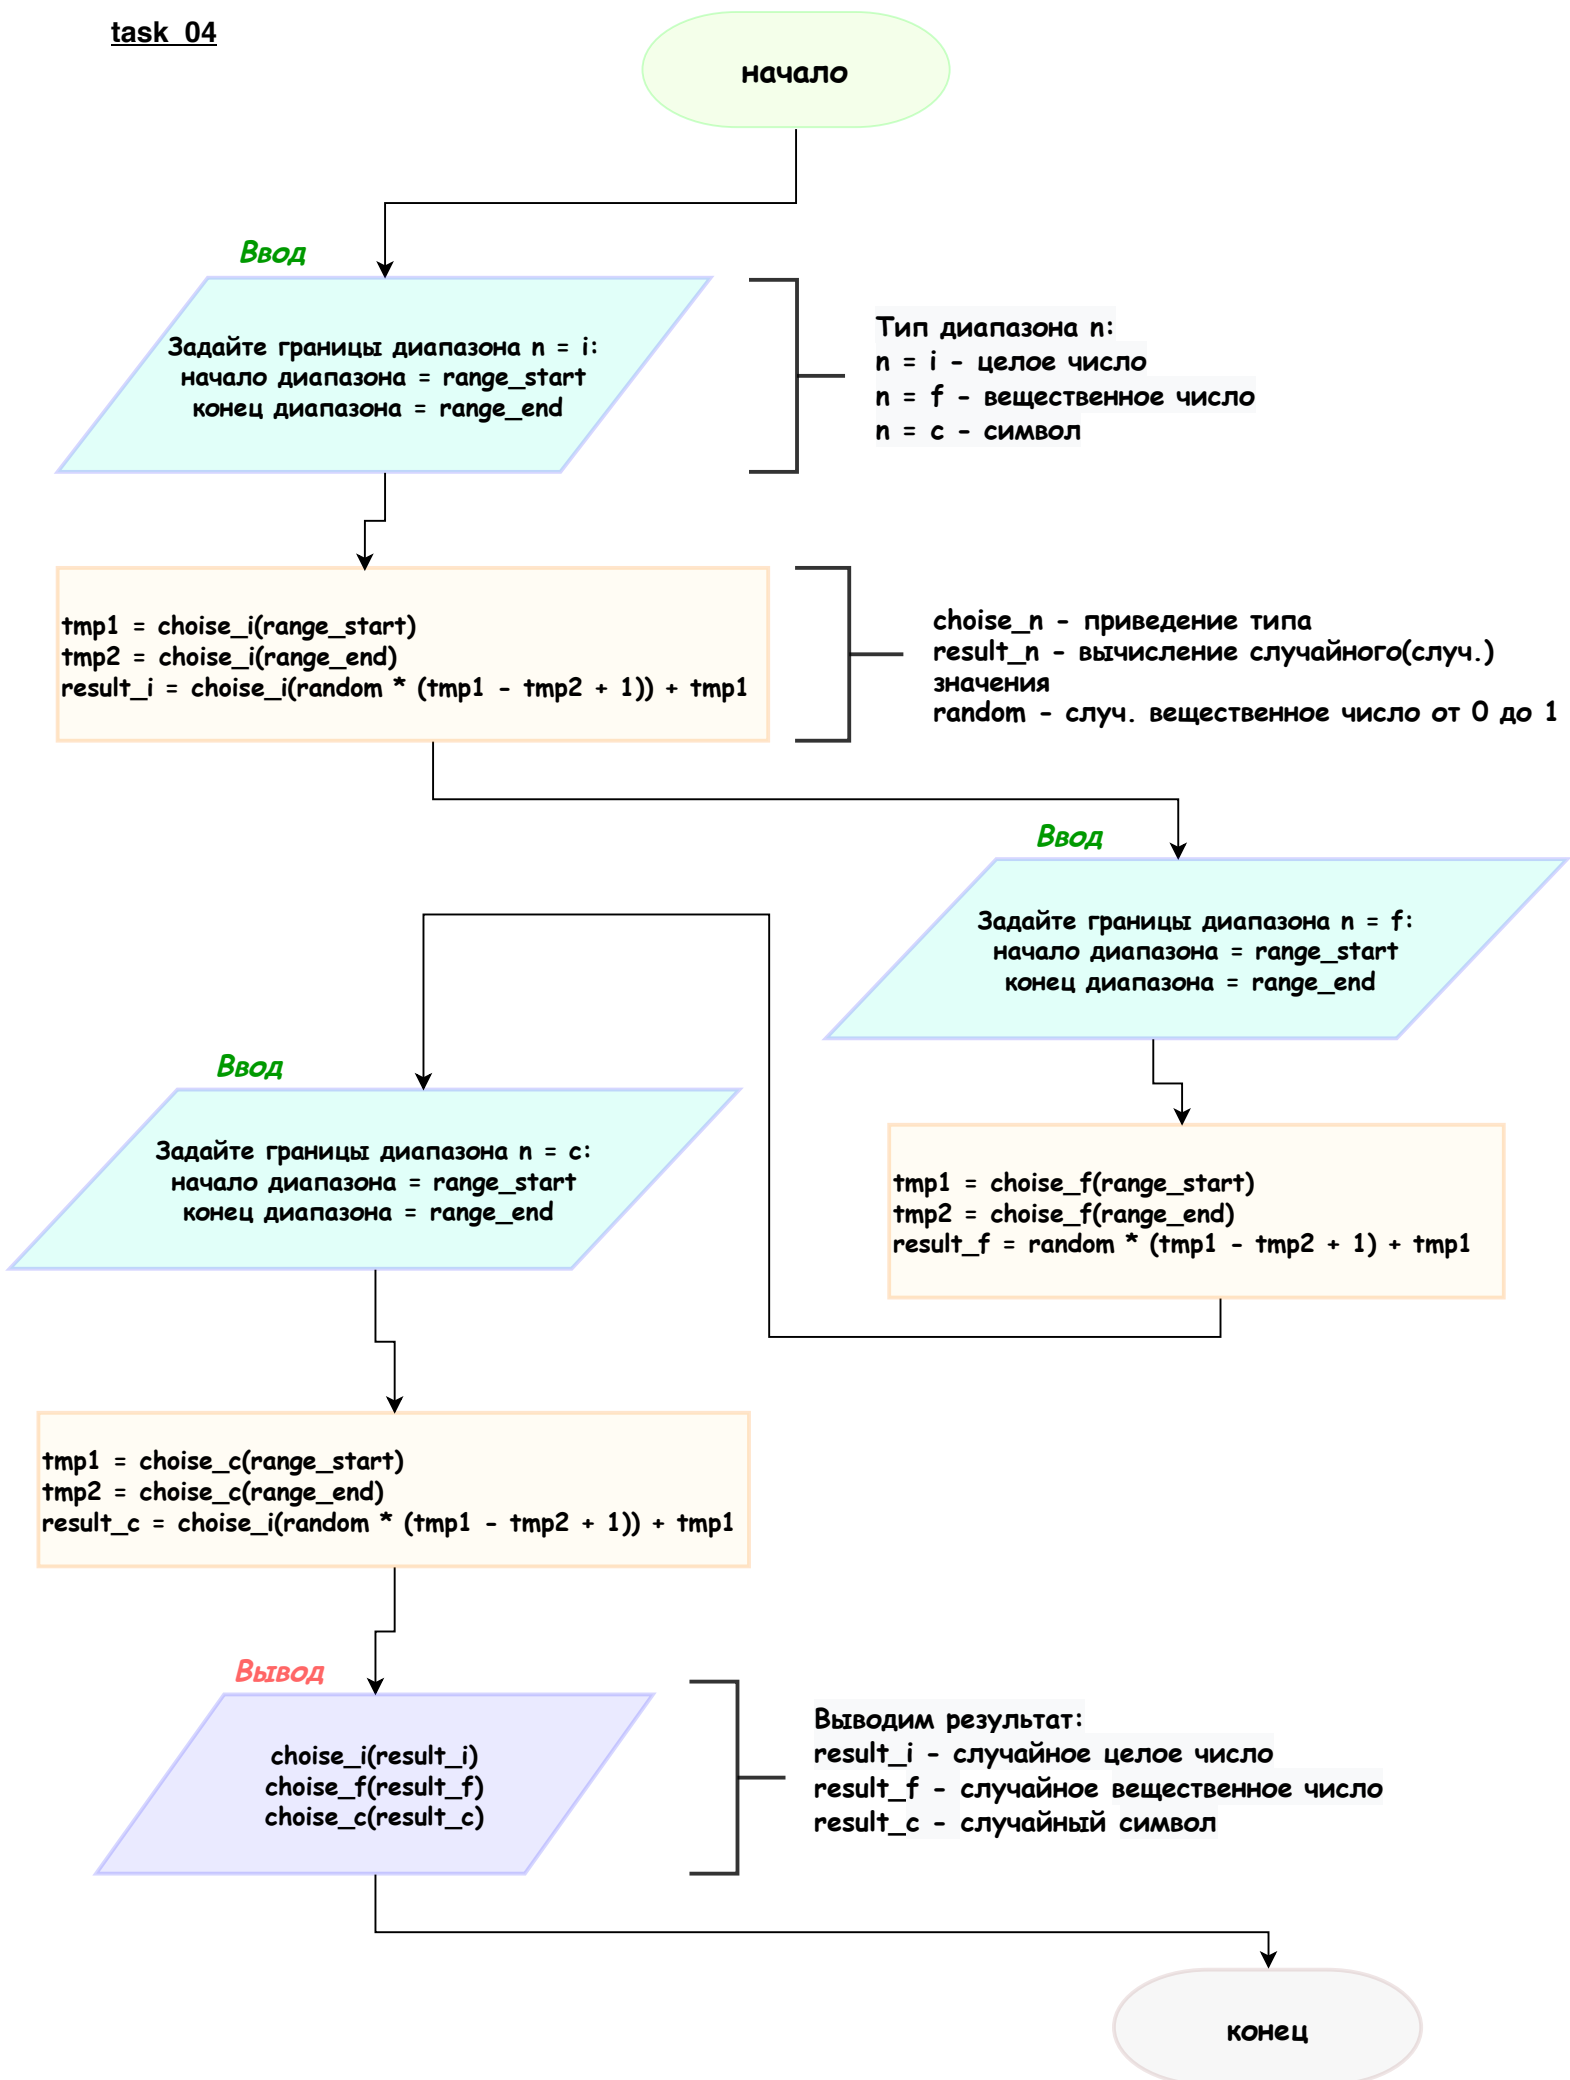 task_04
начало
Ввод
Задайте границы диапазона n = i:
начало диапазона = range_start
конец диапазона = range_end
Тип диапазона n:
n = i - целое число
n = f - вещественное число
n = c - символ
tmp1 = choise_i(range_start)
tmp2 = choise_i(range_end)
result_i = choise_i(random * (tmp1 - tmp2 + 1)) + tmp1
choise_n - приведение типа
result_n - вычисление случайного(случ.)
значения
random - случ. вещественное число от 0 до 1
Ввод
Задайте границы диапазона n = f:
начало диапазона = range_start
конец диапазона = range_end
tmp1 = choise_f(range_start)
tmp2 = choise_f(range_end)
result_f = random * (tmp1 - tmp2 + 1) + tmp1
Ввод
Задайте границы диапазона n = c:
начало диапазона = range_start
конец диапазона = range_end
tmp1 = choise_c(range_start)
tmp2 = choise_c(range_end)
result_c = choise_i(random * (tmp1 - tmp2 + 1)) + tmp1
Вывод
choise_i(result_i)
choise_f(result_f)
choise_c(result_c)
Выводим результат:
result_i - случайное целое число
result_f - случайное вещественное число
result_c - случайный символ
конец